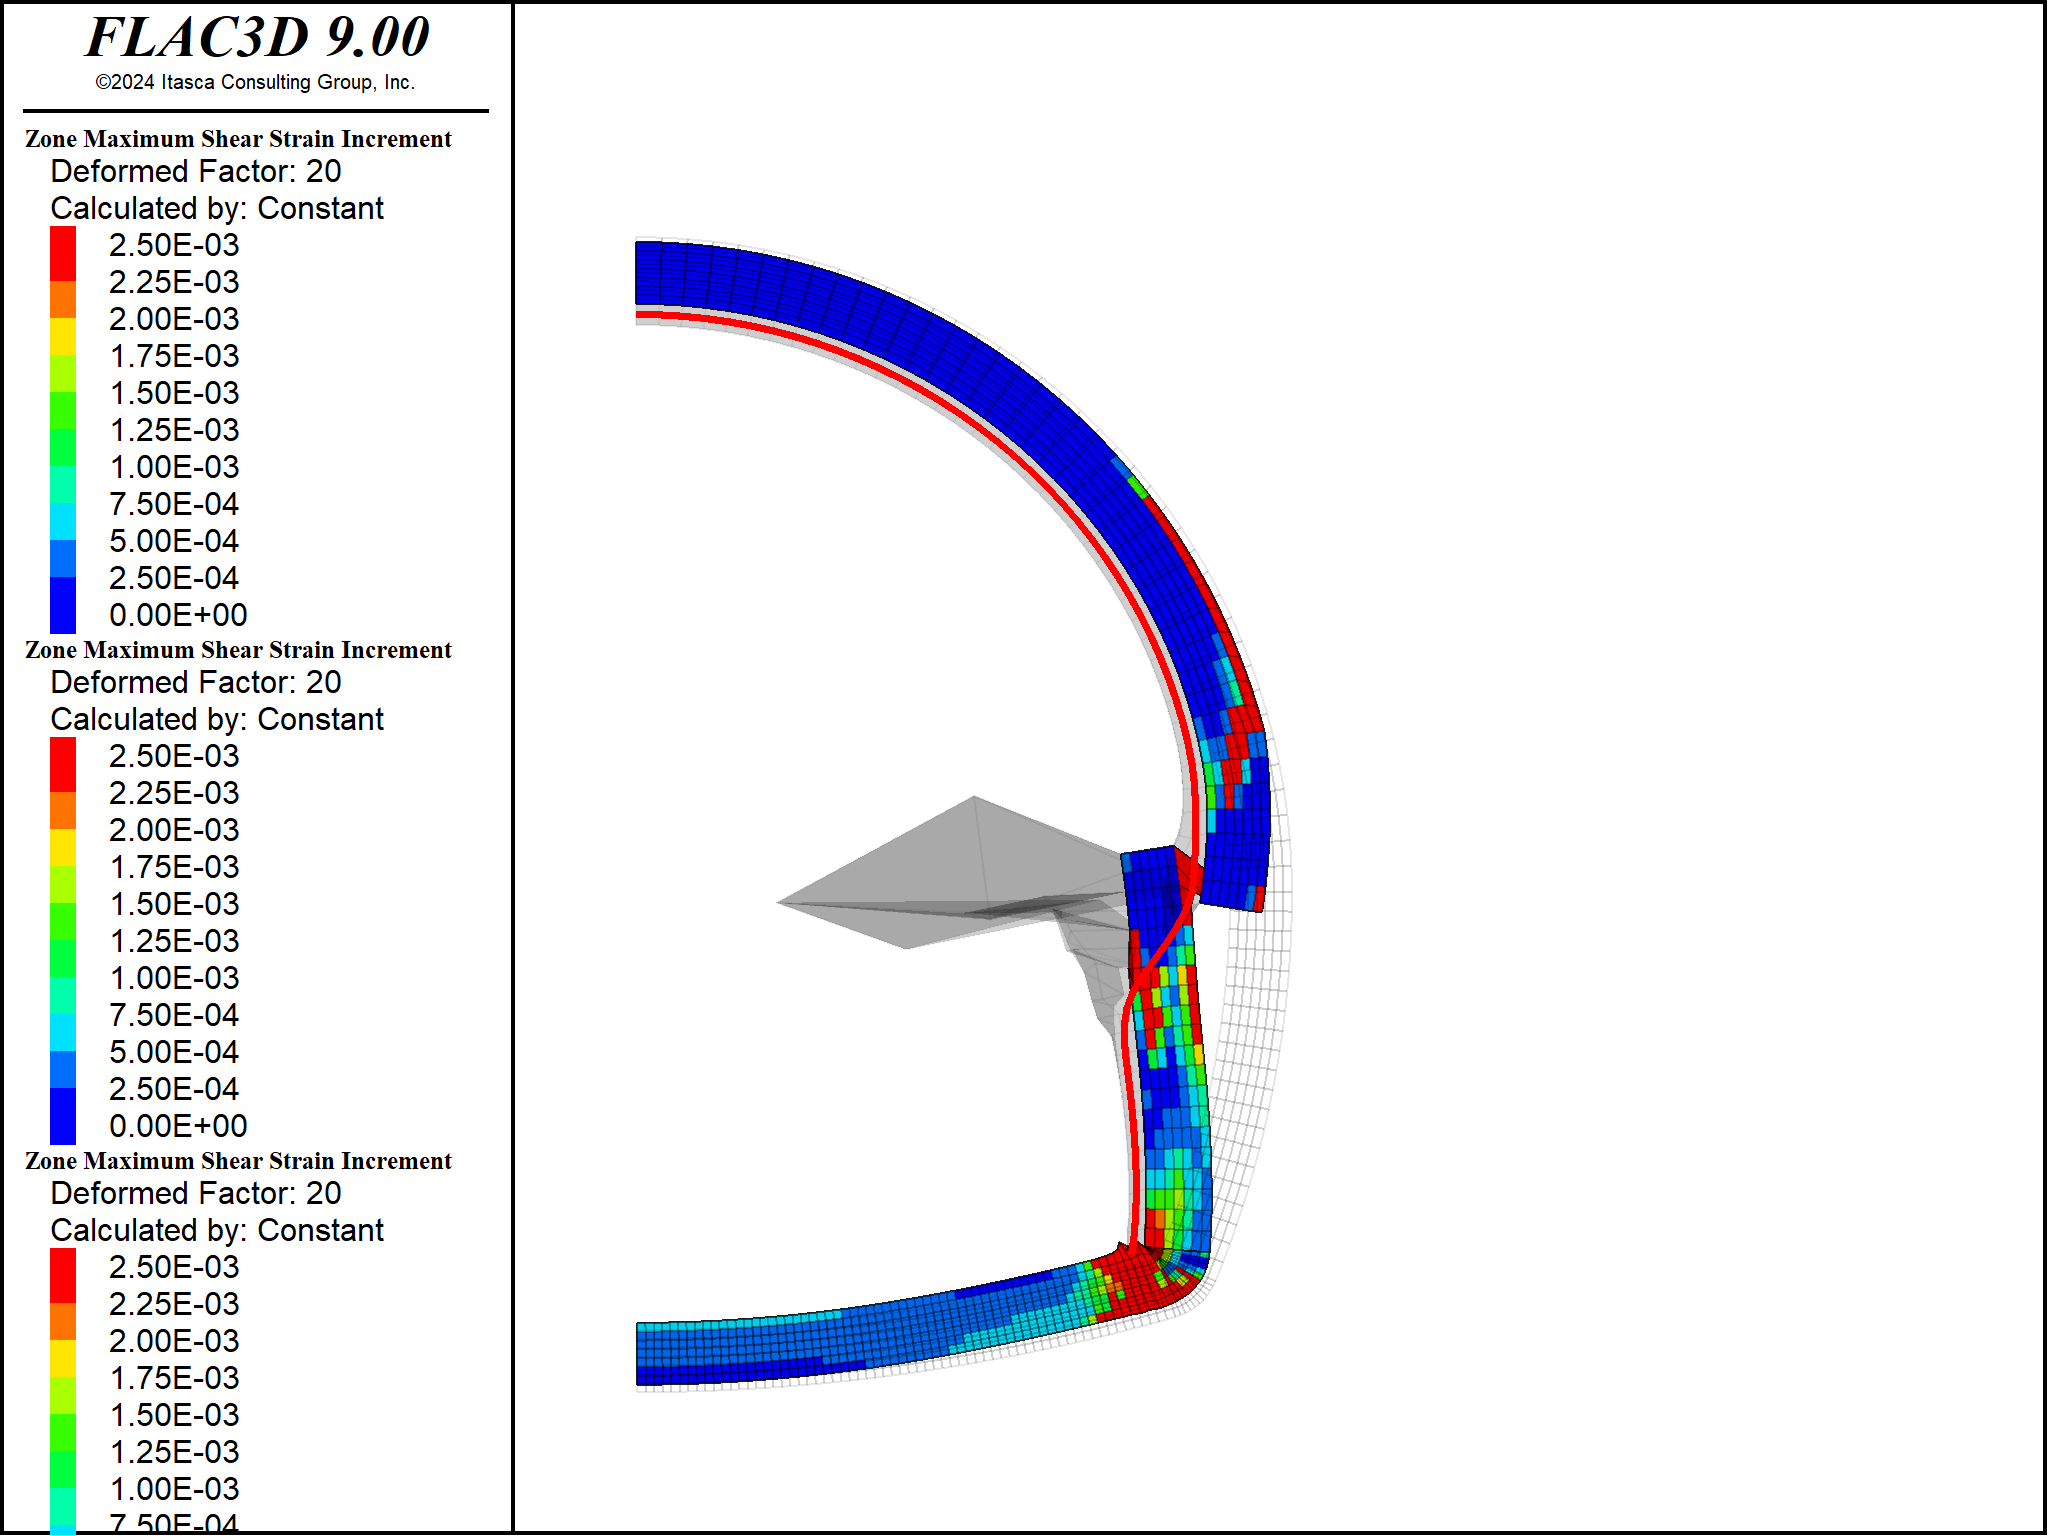 FLAC3D 9.00
©2024 Itasca Consulting Group, Inc.
Zone Maximum Shear Strain Increment
Deformed Factor: 20
Calculated by: Constant
2.50E-03
2.25E-03
2.00E-03
1.75E-03
1.50E-03
1.25E-03
1.00E-03
7.50E-04
5.00E-04
2.50E-04
0.00E+00
Zone Maximum Shear Strain Increment
Deformed Factor: 20
Calculated by: Constant
2.50E-03
2.25E-03
2.00E-03
1.75E-03
1.50E-03
1.25E-03
1.00E-03
7.50E-04
5.00E-04
2.50E-04
0.00E+00
Zone Maximum Shear Strain Increment
Deformed Factor: 20
Calculated by: Constant
2.50E-03
2.25E-03
2.00E-03
1.75E-03
1.50E-03
1.25E-03
1.00E-03
7.50E-04